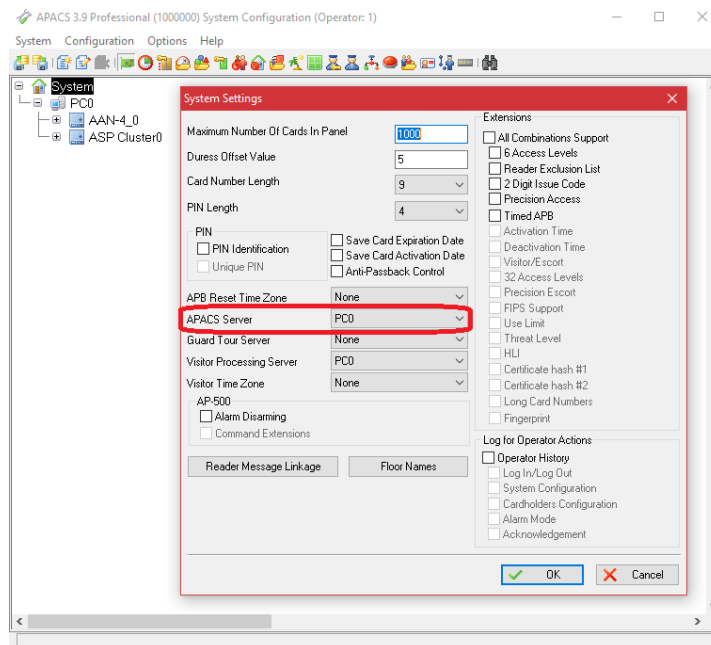 APACS 3.9 Professional (1000000) System Configuration (Operator: 1)
System Configuration Options Help
System
PC0
AAN-4_0
ASP Cluster0
System Settings
Maximum Number Of Cards In Panel 1000
Duress Offset Value 5
Card Number Length 9
PIN Length 4
PIN
PIN Identification
Unique PIN
Save Card Expiration Date
Save Card Activation Date
Anti-Passback Control
APB Reset Time Zone None
APACS Server PC0
Guard Tour Server None
Visitor Processing Server PC0
Visitor Time Zone None
AP-500
Alarm Disarming
Command Extensions
Reader Message Linkage Floor Names
Extensions
All Combinations Support
6 Access Levels
Reader Exclusion List
2 Digit Issue Code
Precision Access
Timed APB
Activation Time
Deactivation Time
Visitor/Escort
32 Access Levels
Precision Escort
FIPS Support
Use Limit
Threat Level
HLI
Certificate hash #1
Certificate hash #2
Long Card Numbers
Fingerprint
Log for Operator Actions
Operator History
Log In/Log Out
System Configuration
Cardholders Configuration
Alarm Mode
Acknowledgement
OK Cancel